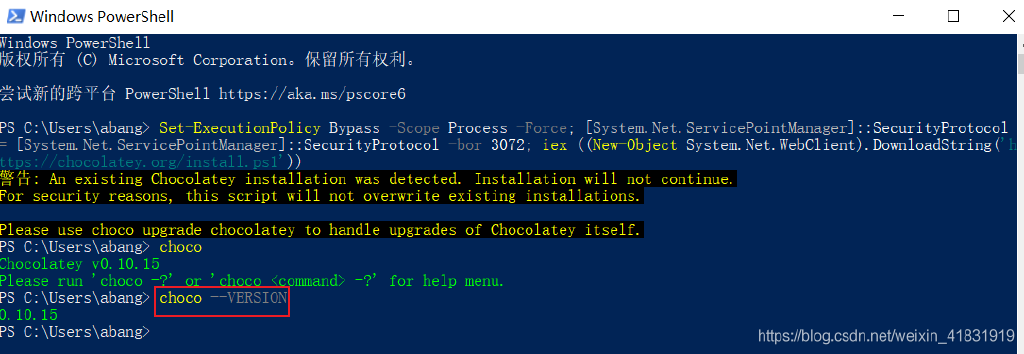 Windows PowerShell
Windows PowerShell
版权所有 (C) Microsoft Corporation。保留所有权利。
尝试新的跨平台 PowerShell https://aka.ms/pscore6
PS C:\Users\abang> Set-ExecutionPolicy Bypass -Scope Process -Force; [System.Net.ServicePointManager]::SecurityProtocol
= [System.Net.ServicePointManager]::SecurityProtocol -bor 3072; iex ((New-Object System.Net.WebClient).DownloadString('h
ttps://chocolatey.org/install.ps1'))
警告: An existing Chocolatey installation was detected. Installation will not continue.
For security reasons, this script will not overwrite existing installations.
Please use choco upgrade chocolatey to handle upgrades of Chocolatey itself.
PS C:\Users\abang> choco
Chocolatey v0.10.15
Please run 'choco -?' or 'choco <command> -?' for help menu.
PS C:\Users\abang> choco --VERSION
0.10.15
PS C:\Users\abang>
https://blog.csdn.net/weixin_41831919